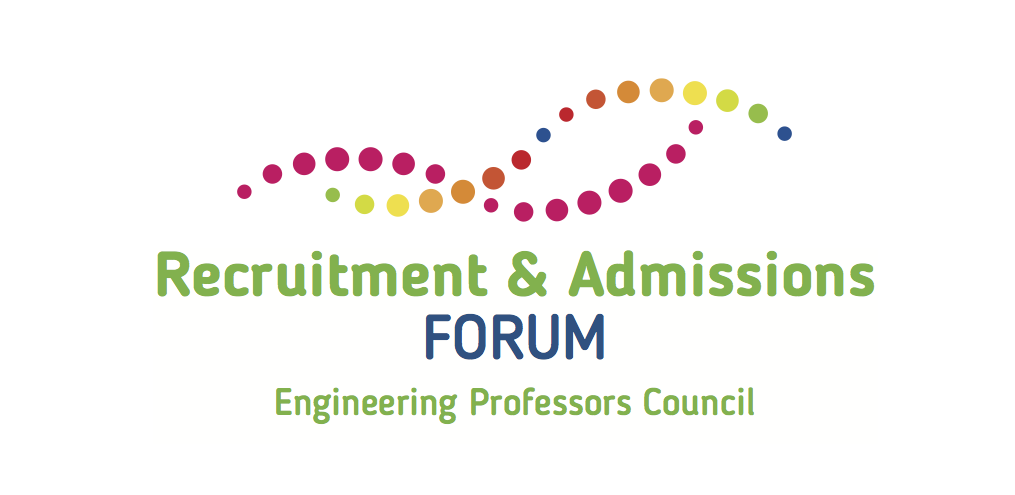 Recruitment & Admissions
FORUM
Engineering Professors Council